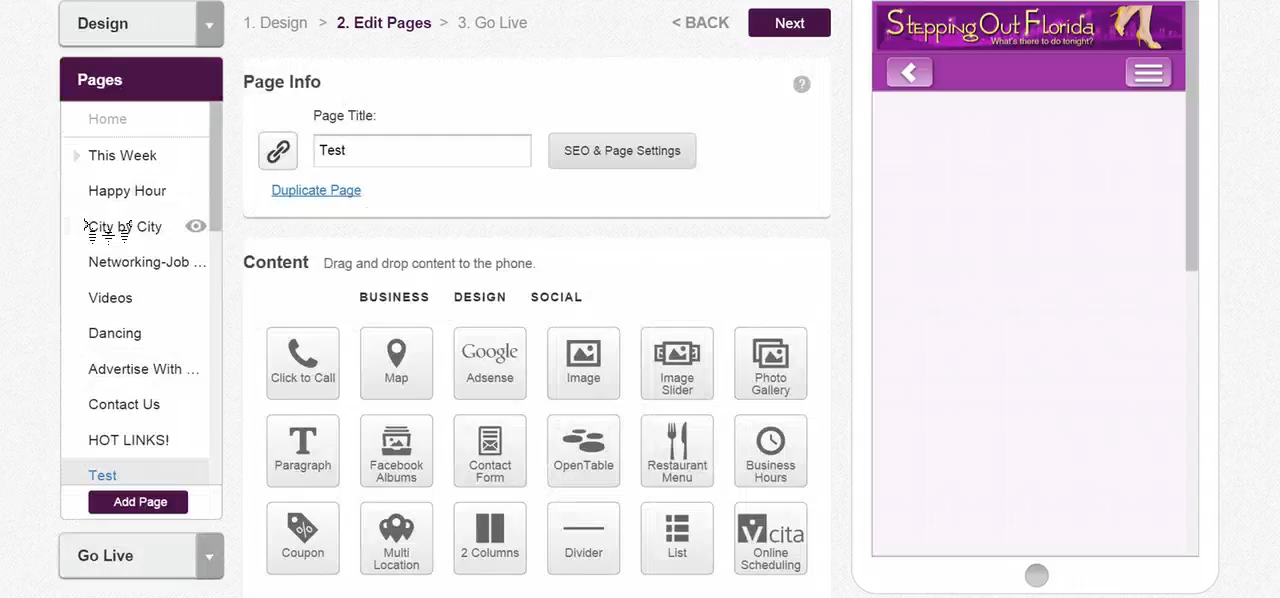 Design
1. Design > 2. Edit Pages > 3. Go Live
< BACK
Next
Pages
Home
This Week
Happy Hour
City by City
Networking-Job ...
Videos
Dancing
Advertise With ...
Contact Us
HOT LINKS!
Test
Add Page
Go Live
Page Info
?
Page Title:
Test
SEO & Page Settings
Duplicate Page
Content
Drag and drop content to the phone.
BUSINESS
DESIGN
SOCIAL
Click to Call
Map
Google
Adsense
Image
Image
Slider
Photo
Gallery
T
Paragraph
Facebook
Albums
Contact
Form
OpenTable
Restaurant
Menu
Business
Hours
%
Coupon
Multi
Location
2 Columns
Divider
List
Vcita
Online
Scheduling
Stepping Out Florida
What's there to do tonight?